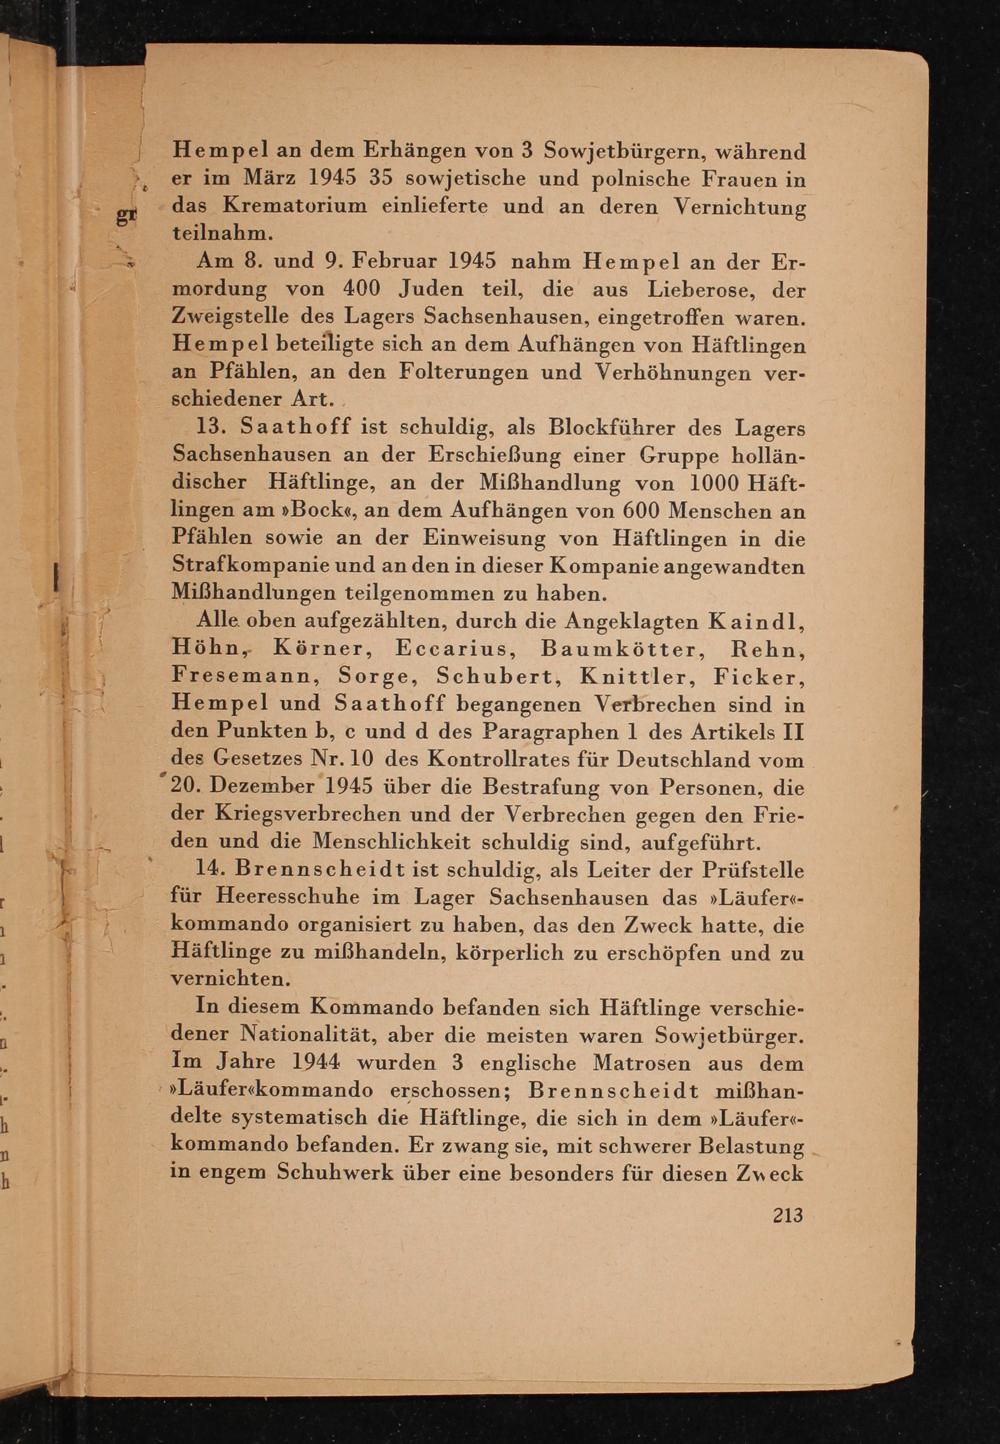 Hempel an dem Erhängen von 3 Sowjetbürgern, während
er im März 1945 35 sowjetische und polnische Frauen in
das Krematorium einlieferte und an deren Vernichtung
teilnahm.
Am 8. und 9. Februar 1945 nahm Hempel an der Er-
mordung von 400 Juden teil, die aus Lieberose, der
Zweigstelle des Lagers Sachsenhausen, eingetroffen waren.
Hempel beteiligte sich an dem Aufhängen von Häftlingen
an Pfählen, an den Folterungen und Verhöhnungen ver-
schiedener Art.
13. Saathoff ist schuldig, als Blockführer des Lagers
Sachsenhausen an der Erschießung einer Gruppe hollän-
discher Häftlinge, an der Mißhandlung von 1000 Häft-
lingen am »Bock«, an dem Aufhängen von 600 Menschen an
Pfählen sowie an der Einweisung von Häftlingen in die
Strafkompanie und an den in dieser Kompanie angewandten
Mißhandlungen teilgenommen zu haben.
Alle oben aufgezählten, durch die Angeklagten Kaindl,
Höhn, Körner, Eccarius, Baumkötter, Rehn,
Fresemann, Sorge, Schubert, Knittler, Ficker,
Hempel und Saathoff begangenen Verbrechen sind in
den Punkten b, c und d des Paragraphen 1 des Artikels II
des Gesetzes Nr. 10 des Kontrollrates für Deutschland vom
20. Dezember 1945 über die Bestrafung von Personen, die
der Kriegsverbrechen und der Verbrechen gegen den Frie-
den und die Menschlichkeit schuldig sind, aufgeführt.
14. Brennscheidt ist schuldig, als Leiter der Prüfstelle
für Heeresschuhe im Lager Sachsenhausen das »Läufer«-
kommando organisiert zu haben, das den Zweck hatte, die
Häftlinge zu mißhandeln, körperlich zu erschöpfen und zu
vernichten.
In diesem Kommando befanden sich Häftlinge verschie-
dener Nationalität, aber die meisten waren Sowjetbürger.
Im Jahre 1944 wurden 3 englische Matrosen aus dem
»Läufer«kommando erschossen; Brennscheidt mißhan-
delte systematisch die Häftlinge, die sich in dem »Läufer«-
kommando befanden. Er zwang sie, mit schwerer Belastung
in engem Schuhwerk über eine besonders für diesen Zweck
213
gr